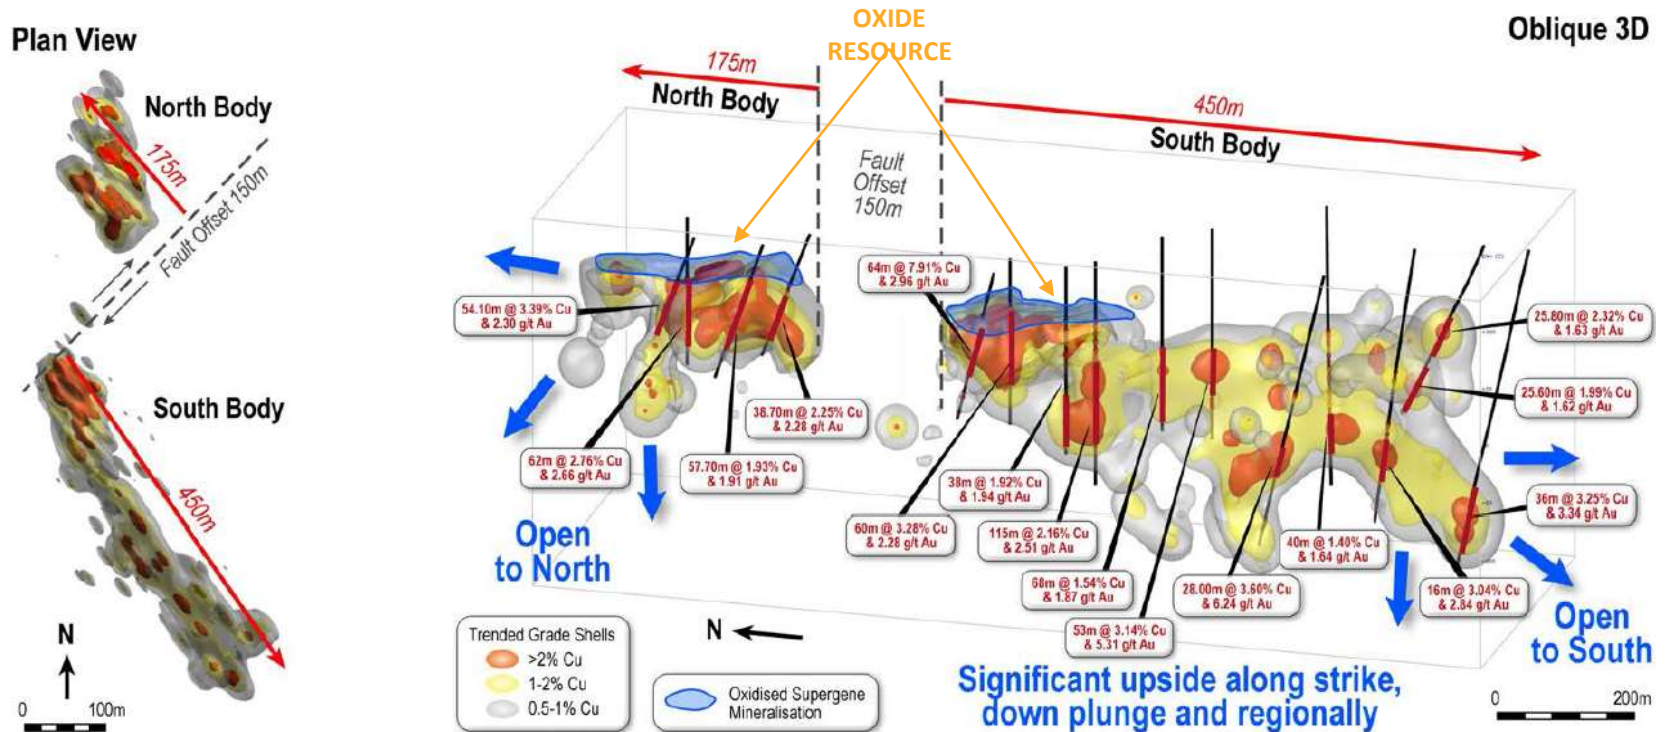 Plan View
North Body
175m
Fault Offset 150m
South Body
450m
N
0 100m
OXIDE
RESOURCE
Oblique 3D
175m
North Body
450m
South Body
Fault
Offset
150m
54.10m @ 3.39% Cu
& 2.30 g/t Au
64m @ 7.91% Cu
& 2.96 g/t Au
25.80m @ 2.32% Cu
& 1.63 g/t Au
25.60m @ 1.99% Cu
& 1.62 g/t Au
38.70m @ 2.25% Cu
& 2.28 g/t Au
62m @ 2.76% Cu
& 2.66 g/t Au
57.70m @ 1.93% Cu
& 1.91 g/t Au
38m @ 1.92% Cu
& 1.94 g/t Au
60m @ 3.28% Cu
& 2.28 g/t Au
115m @ 2.16% Cu
& 2.51 g/t Au
36m @ 3.25% Cu
& 3.34 g/t Au
40m @ 1.40% Cu
& 1.64 g/t Au
68m @ 1.54% Cu
& 1.87 g/t Au
28.00m @ 3.60% Cu
& 6.24 g/t Au
16m @ 3.04% Cu
& 2.84 g/t Au
53m @ 3.14% Cu
& 5.31 g/t Au
Open
to North
Open
to South
N
Trended Grade Shells
>2% Cu
1-2% Cu
0.5-1% Cu
Oxidised Supergene
Mineralisation
Significant upside along strike,
down plunge and regionally
0 200m